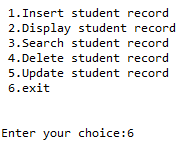 1.Insert student record
2.Display student record
3.Search student record
4.Delete student record
5.Update student record
6.exit
Enter your choice:6